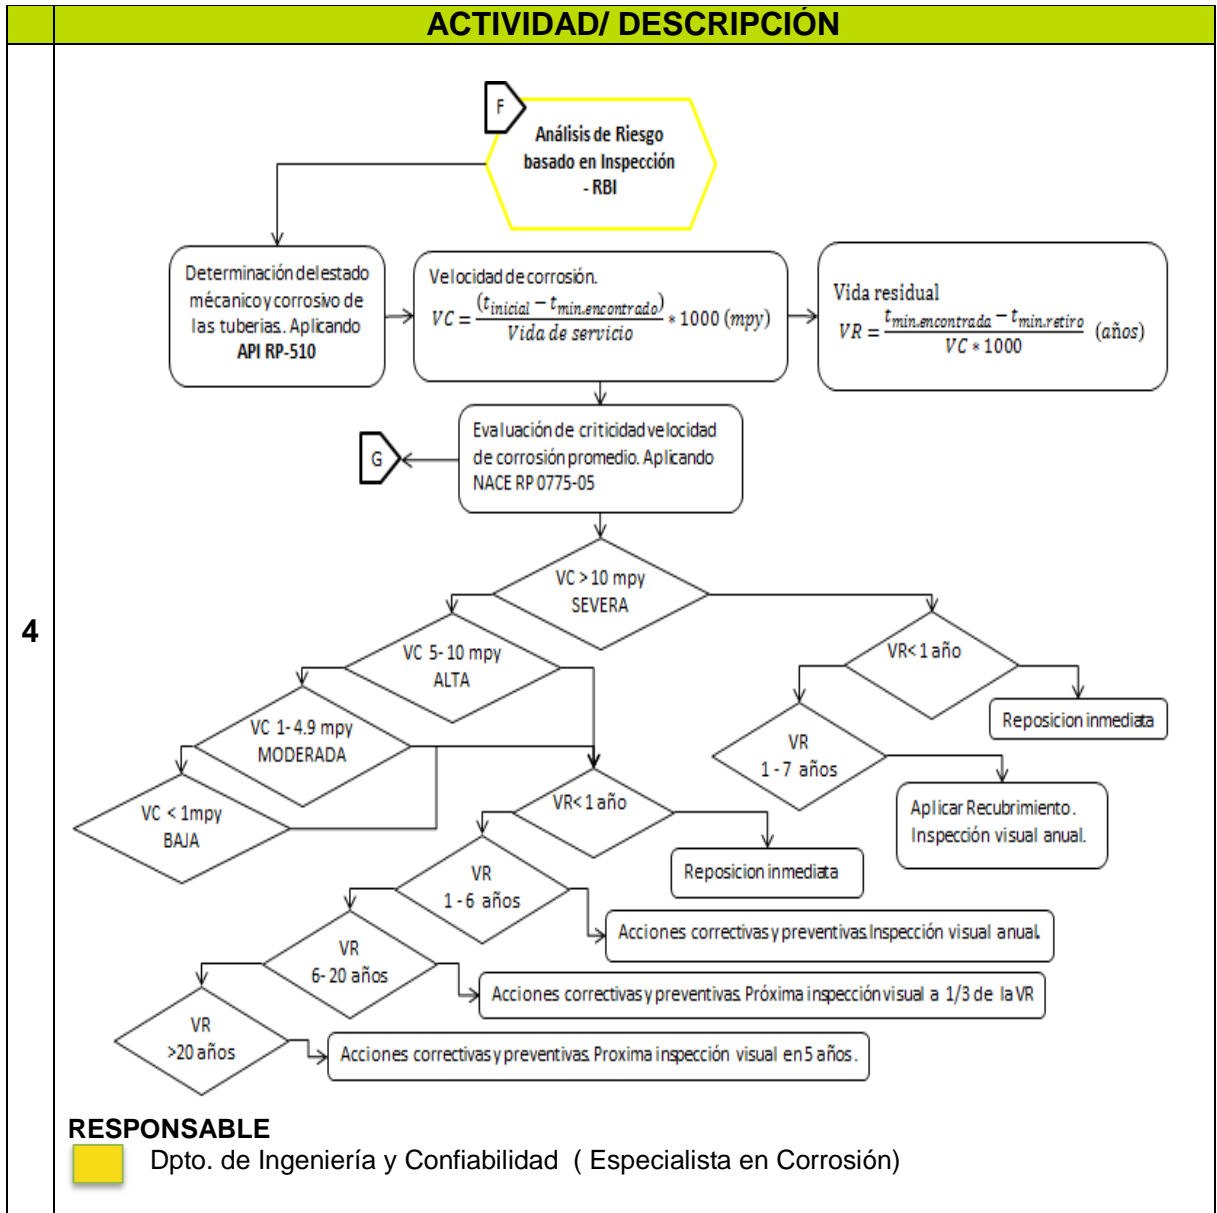 ACTIVIDAD/ DESCRIPCIÓN
4
F
Análisis de Riesgo
basado en Inspección
- RBI
Determinación del estado
mécanico y corrosivo de
las tuberias.. Aplicando
API RP-510
Velocidad de corrosión.
VC = (t_inicial − t_min.encontrado) / Vida de servicio * 1000 (mpy)
Vida residual
VR = t_min.encontrada − t_min.retiro / VC * 1000 (años)
Evaluación de criticidad velocidad
de corrosión promedio. Aplicando
NACE RP 0775-05
G
VC > 10 mpy
SEVERA
VC 5- 10 mpy
ALTA
VR< 1 año
VC 1- 4.9 mpy
MODERADA
Reposicion inmediata
VR
1 - 7 años
VC < 1mpy
BAJA
VR< 1 año
Aplicar Recubrimiento.
Inspección visual anual.
Reposicion inmediata
VR
1 - 6 años
Acciones correctivas y preventivas.Inspección visual anual.
VR
6- 20 años
Acciones correctivas y preventivas. Próxima inspección visual a 1/3 de la VR
VR
>20 años
Acciones correctivas y preventivas. Proxima inspección visual en 5 años.
RESPONSABLE
Dpto. de Ingeniería y Confiabilidad ( Especialista en Corrosión)